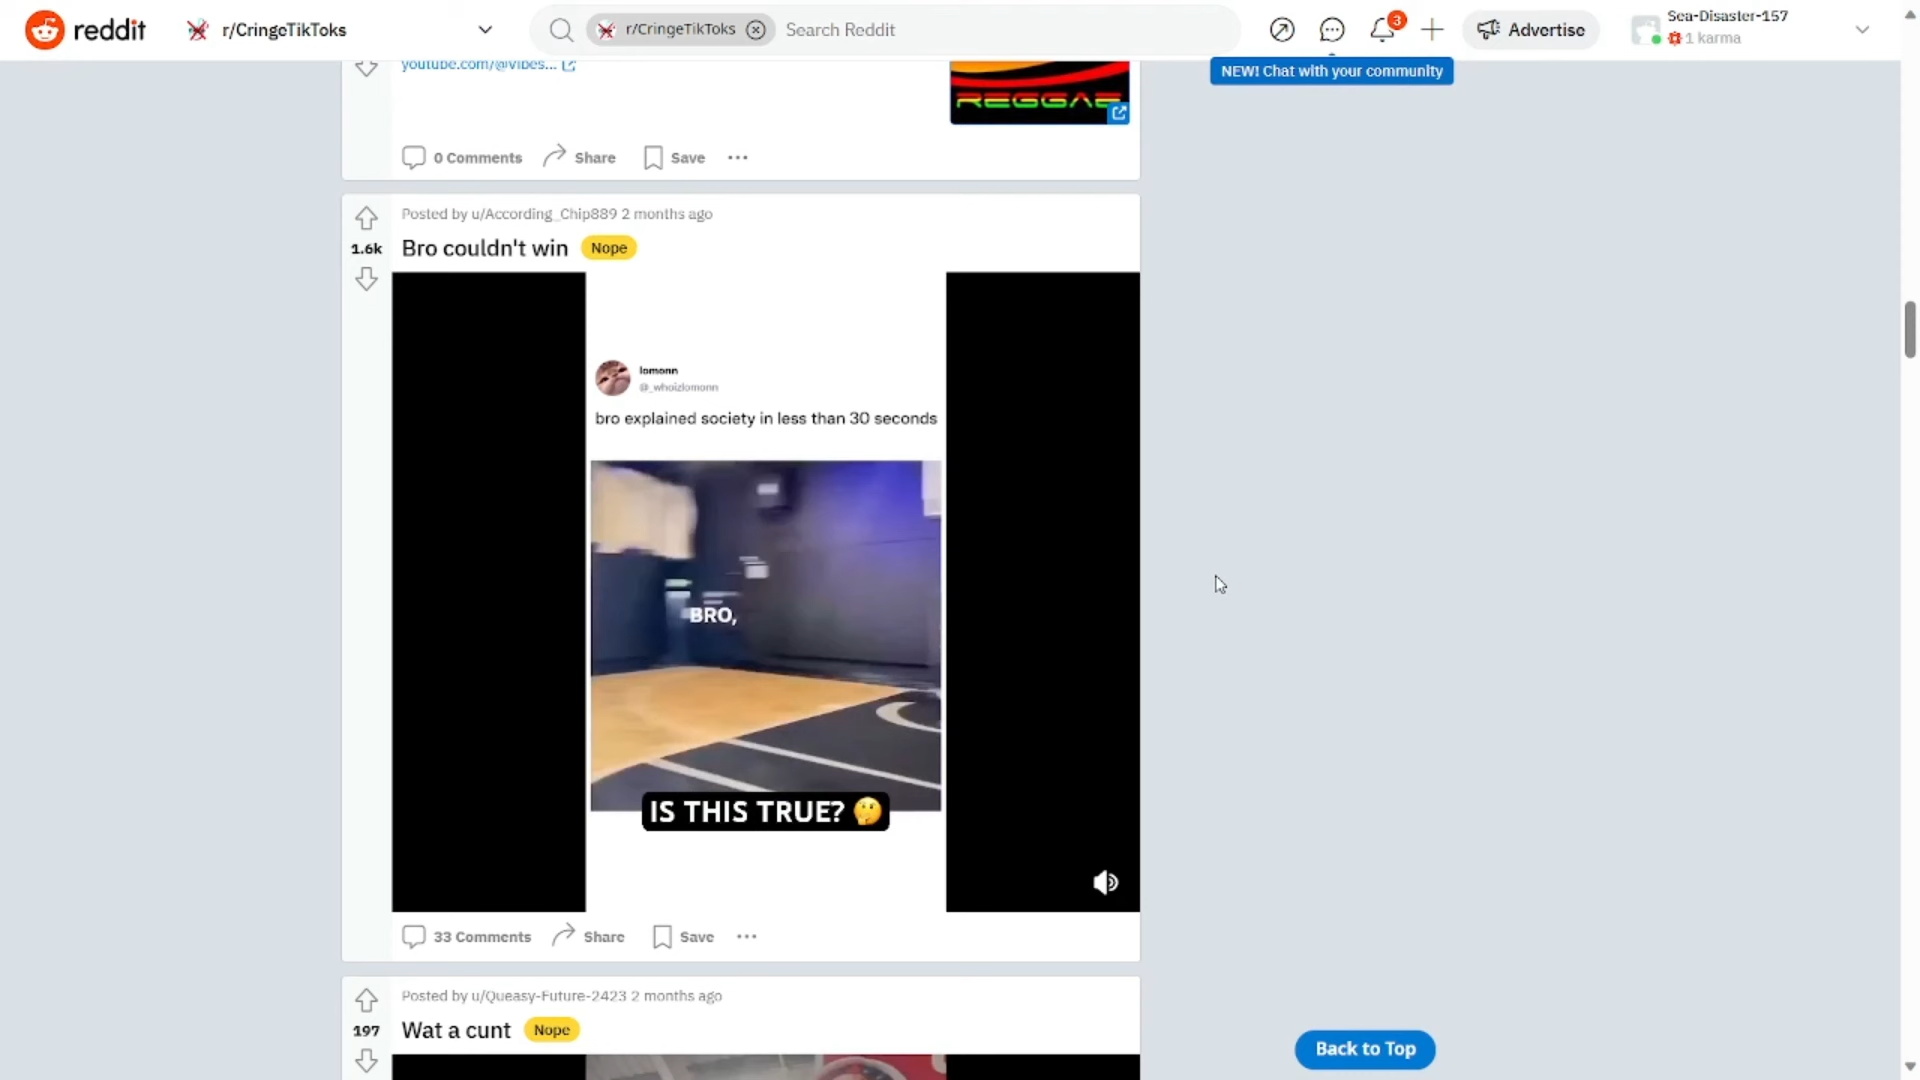 reddit
r/CringeTikToks
r/CringeTikToks
Search Reddit
3
Advertise
Sea-Disaster-157
1 karma
NEW! Chat with your community
youtube.com/@vibes...
REGGAE
0 Comments
Share
Save
Posted by u/According_Chip889 2 months ago
1.6k
Bro couldn't win
Nope
lomonn
@_whoizlomonn
bro explained society in less than 30 seconds
BRO,
IS THIS TRUE? 🤔
33 Comments
Share
Save
Posted by u/Queasy-Future-2423 2 months ago
197
Wat a cunt
Nope
Back to Top